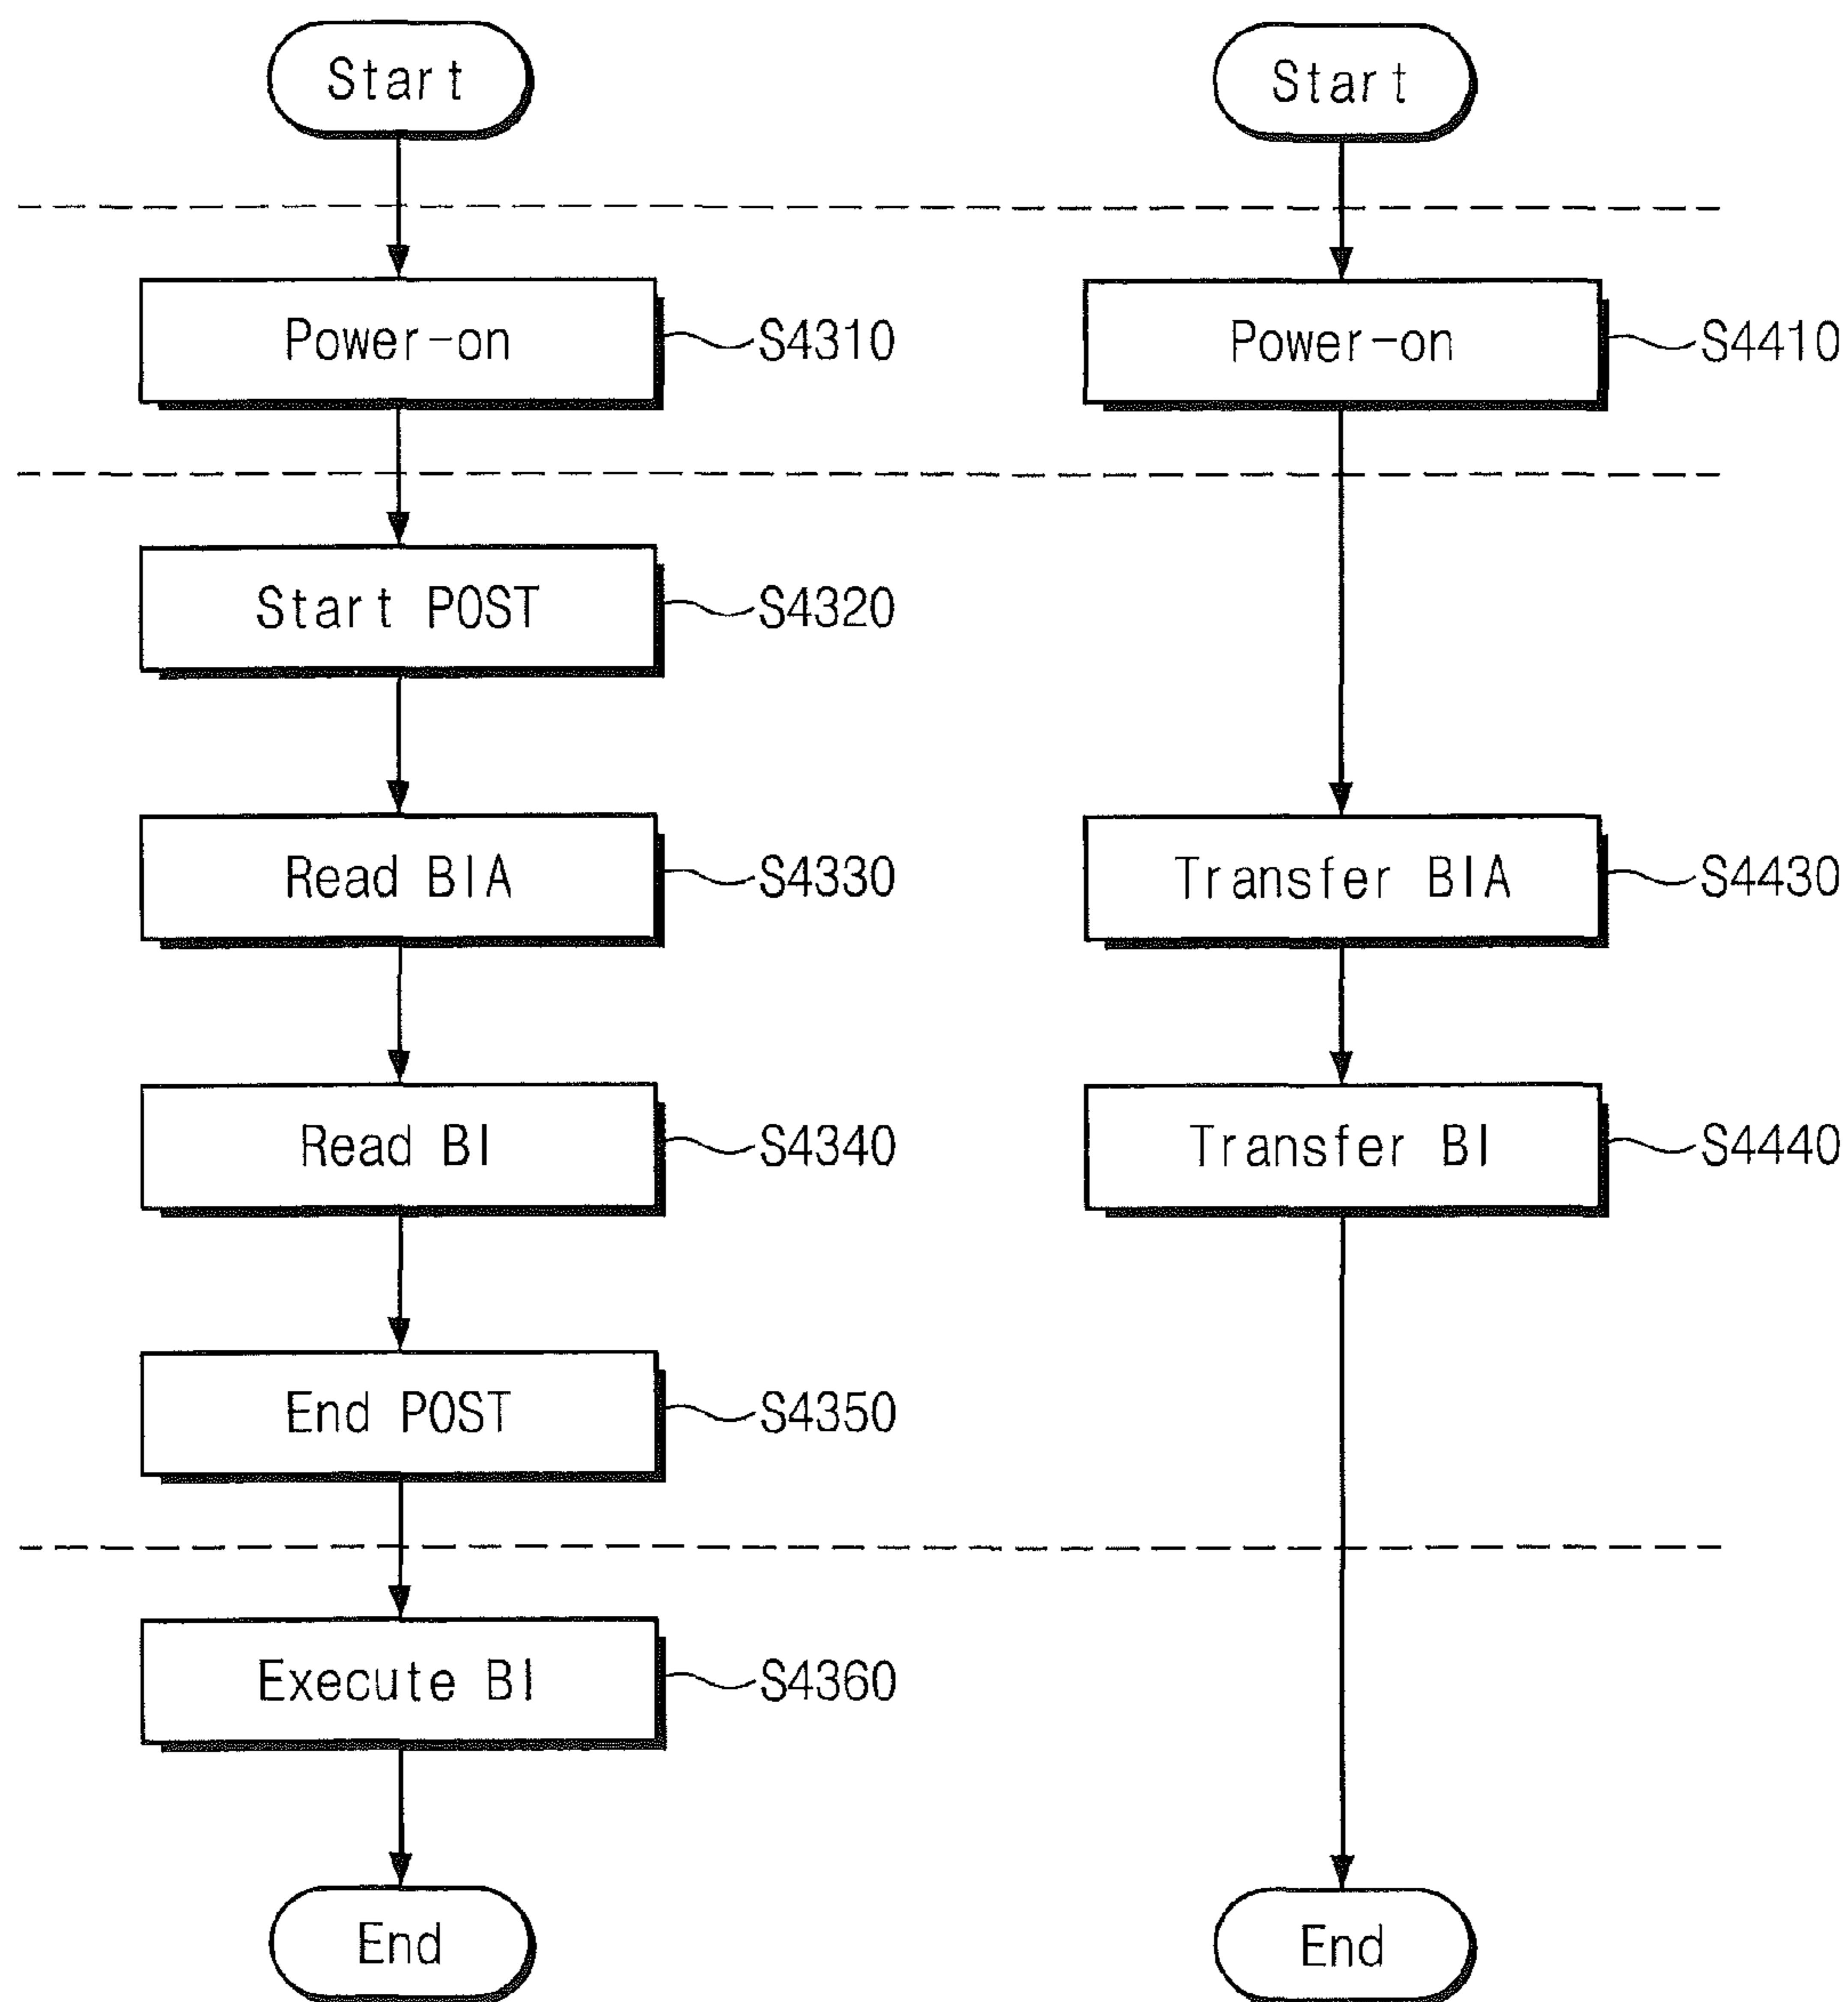 Start
Start
Power-on
S4310
Power-on
S4410
Start POST
S4320
Read BIA
S4330
Transfer BIA
S4430
Read BI
S4340
Transfer BI
S4440
End POST
S4350
Execute BI
S4360
End
End